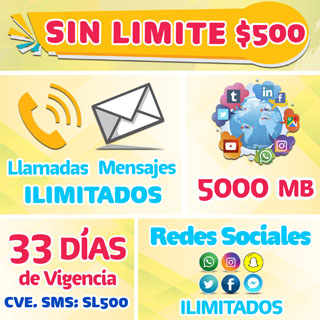 SIN LIMITE $500
Llamadas Mensajes
ILIMITADOS
5000 MB
33 DÍAS
de Vigencia
CVE. SMS: SL500
Redes Sociales
ILIMITADOS